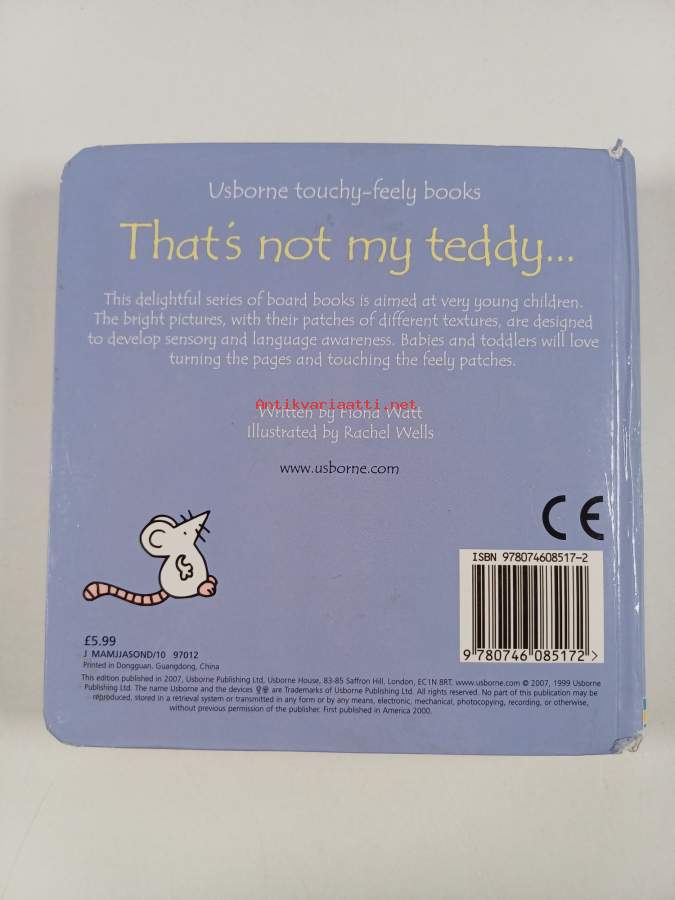 Usborne touchy-feely books
That's not my teddy...
This delightful series of board books is aimed at very young children.
The bright pictures, with their patches of different textures, are designed
to develop sensory and language awareness. Babies and toddlers will love
turning the pages and touching the feely patches.
Antikvariaatti.net
Written by Fiona Watt
Illustrated by Rachel Wells
www.usborne.com
CE
ISBN 978074608517-2
9 780746 085172 >
£5.99
J MAMJJASOND/10 97012
Printed in Dongguan, Guangdong, China
This edition published in 2007, Usborne Publishing Ltd. Usborne House, 83-85 Saffron Hill, London, EC1N 8RT. www.usborne.com © 2007, 1999 Usborne
Publishing Ltd. The name Usborne and the devices are Trademarks of Usborne Publishing Ltd. All rights reserved. No part of this publication may be
reproduced, stored in a retrieval system or transmitted in any form or by any means, electronic, mechanical, photocopying, recording, or otherwise,
without previous permission of the publisher. First published in America 2000.